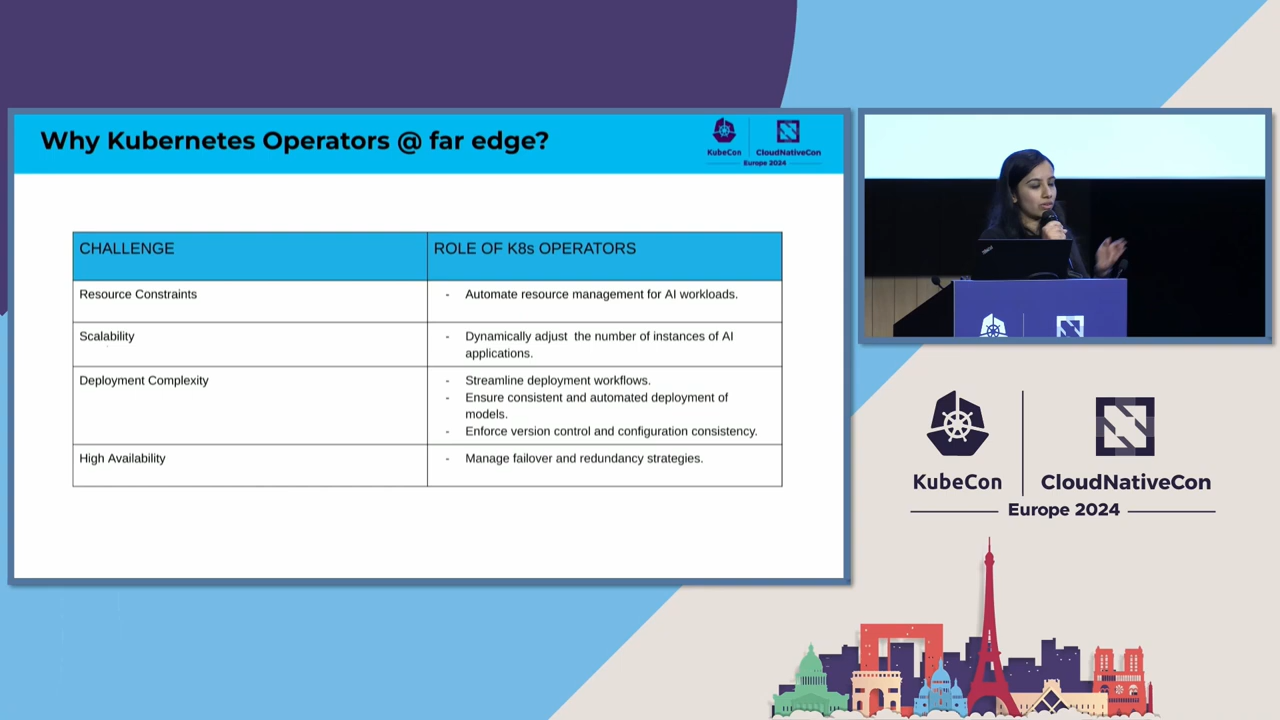 Why Kubernetes Operators @ far edge?
KubeCon
CloudNativeCon
Europe 2024
CHALLENGE
ROLE OF K8s OPERATORS
Resource Constraints
- Automate resource management for AI workloads.
Scalability
- Dynamically adjust the number of instances of AI
applications.
Deployment Complexity
- Streamline deployment workflows.
- Ensure consistent and automated deployment of
models.
- Enforce version control and configuration consistency.
High Availability
- Manage failover and redundancy strategies.
KubeCon
CloudNativeCon
Europe 2024